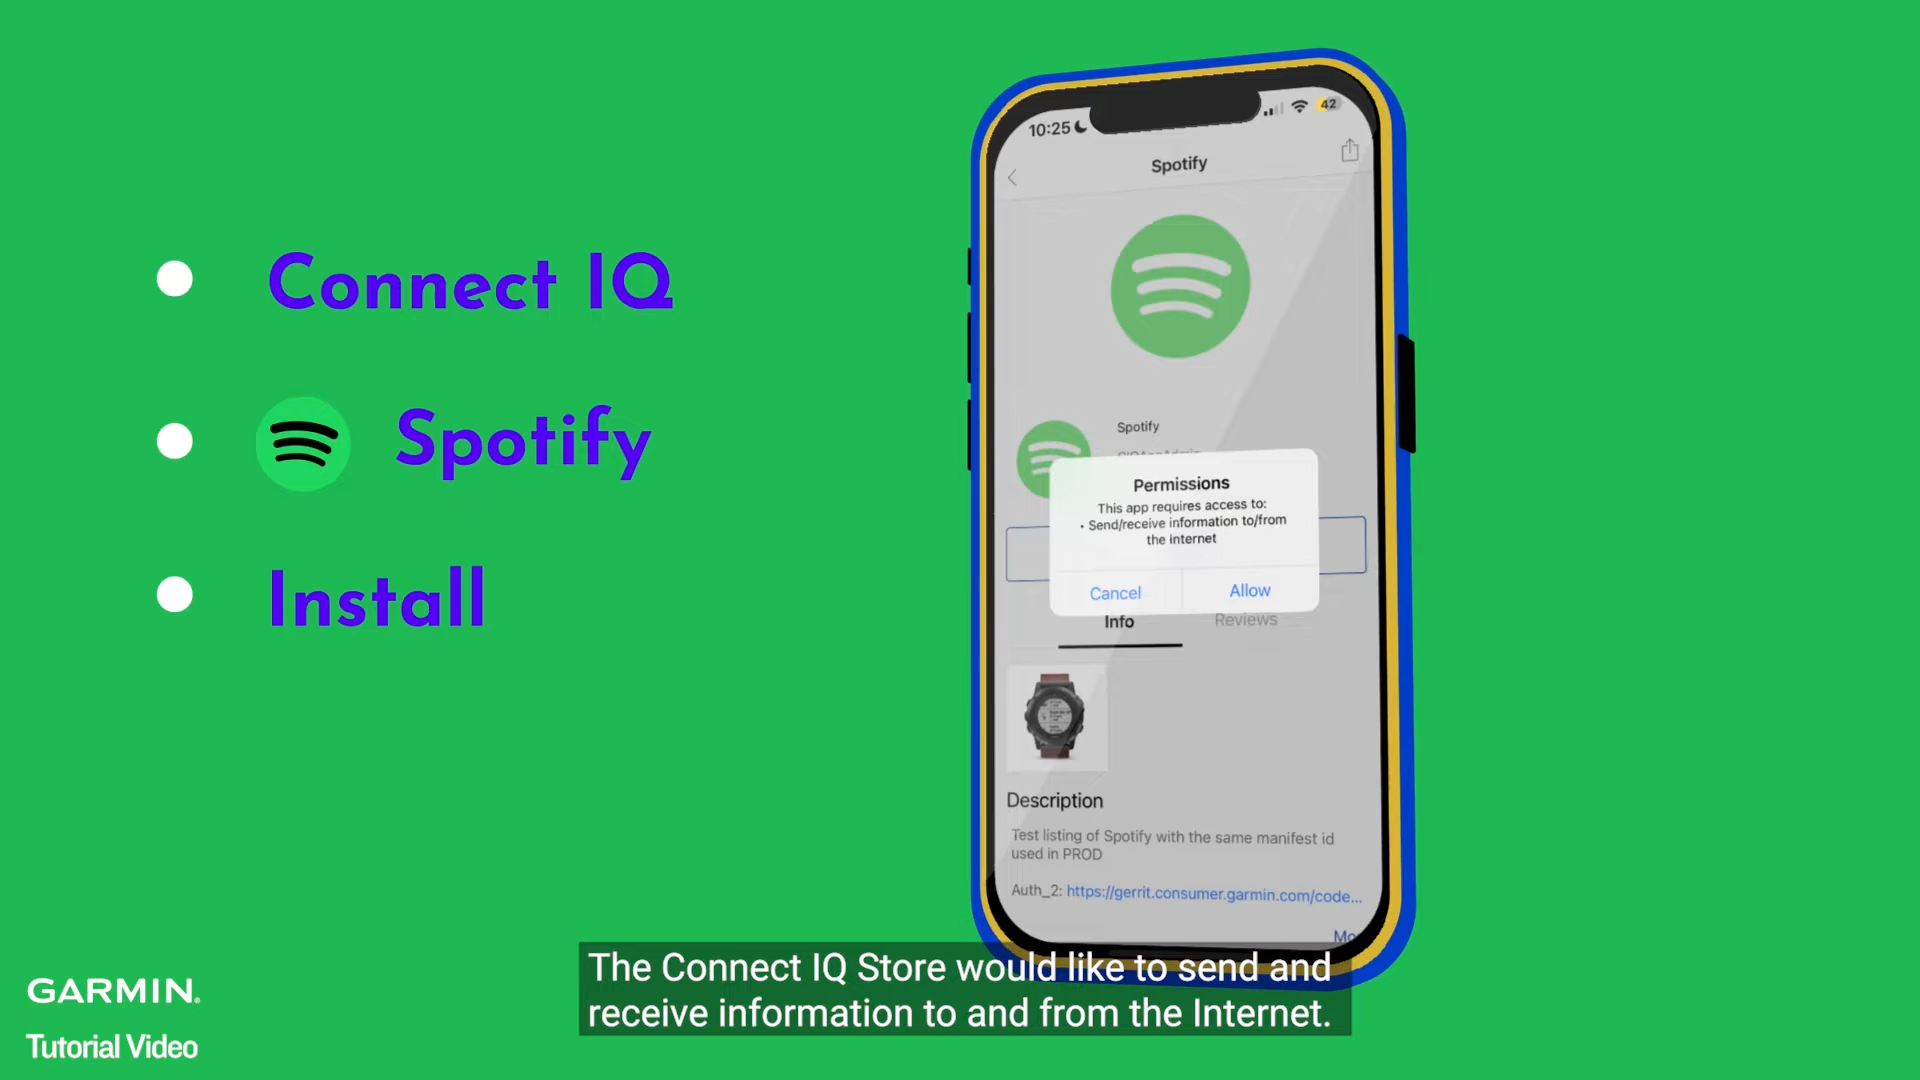 Connect IQ
Spotify
Install
10:25
42
Spotify
Spotify
Permissions
This app requires access to:
• Send/receive information to/from
the internet
Cancel
Allow
Info
Reviews
Description
Test listing of Spotify with the same manifest id
used in PROD
Auth_2: https://gerrit.consumer.garmin.com/code...
The Connect IQ Store would like to send and
receive information to and from the Internet.
GARMIN.
Tutorial Video